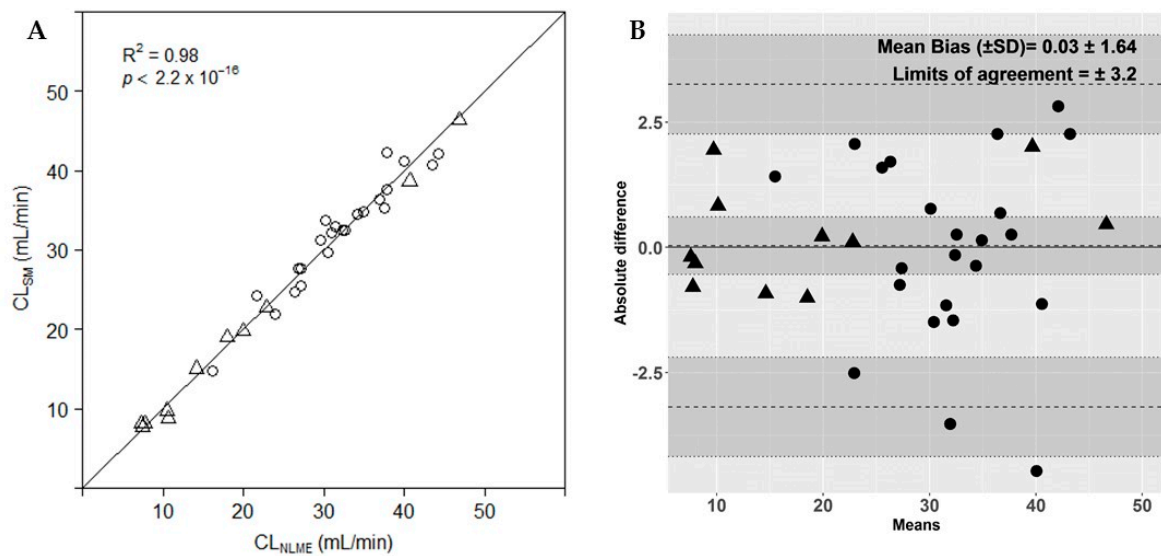 A
R² = 0.98
p < 2.2 x 10⁻¹⁶
CL_SM (mL/min)
50
40
30
20
10
10 20 30 40 50
CL_NLME (mL/min)
B
Mean Bias (±SD)= 0.03 ± 1.64
Limits of agreement = ± 3.2
Absolute difference
2.5
0.0
-2.5
10 20 30 40 50
Means